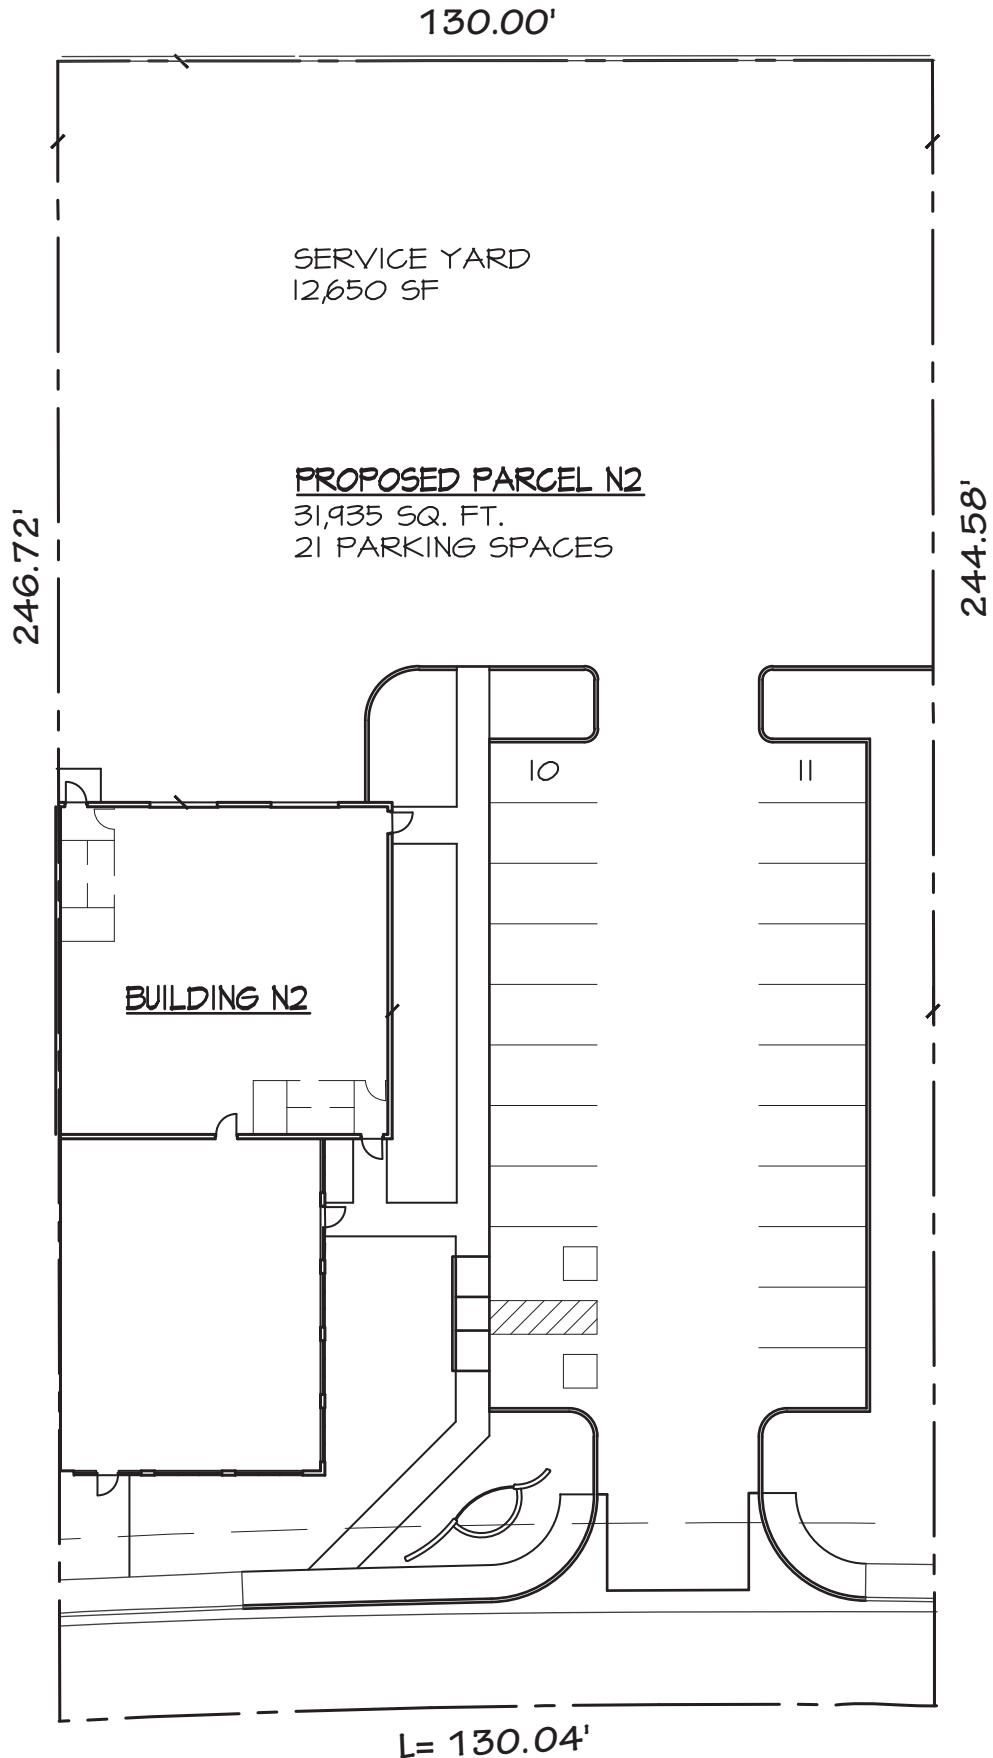 130.00'
SERVICE YARD
12,650 SF
PROPOSED PARCEL N2
31,935 SQ. FT.
21 PARKING SPACES
246.72'
244.58'
10
11
BUILDING N2
L= 130.04'